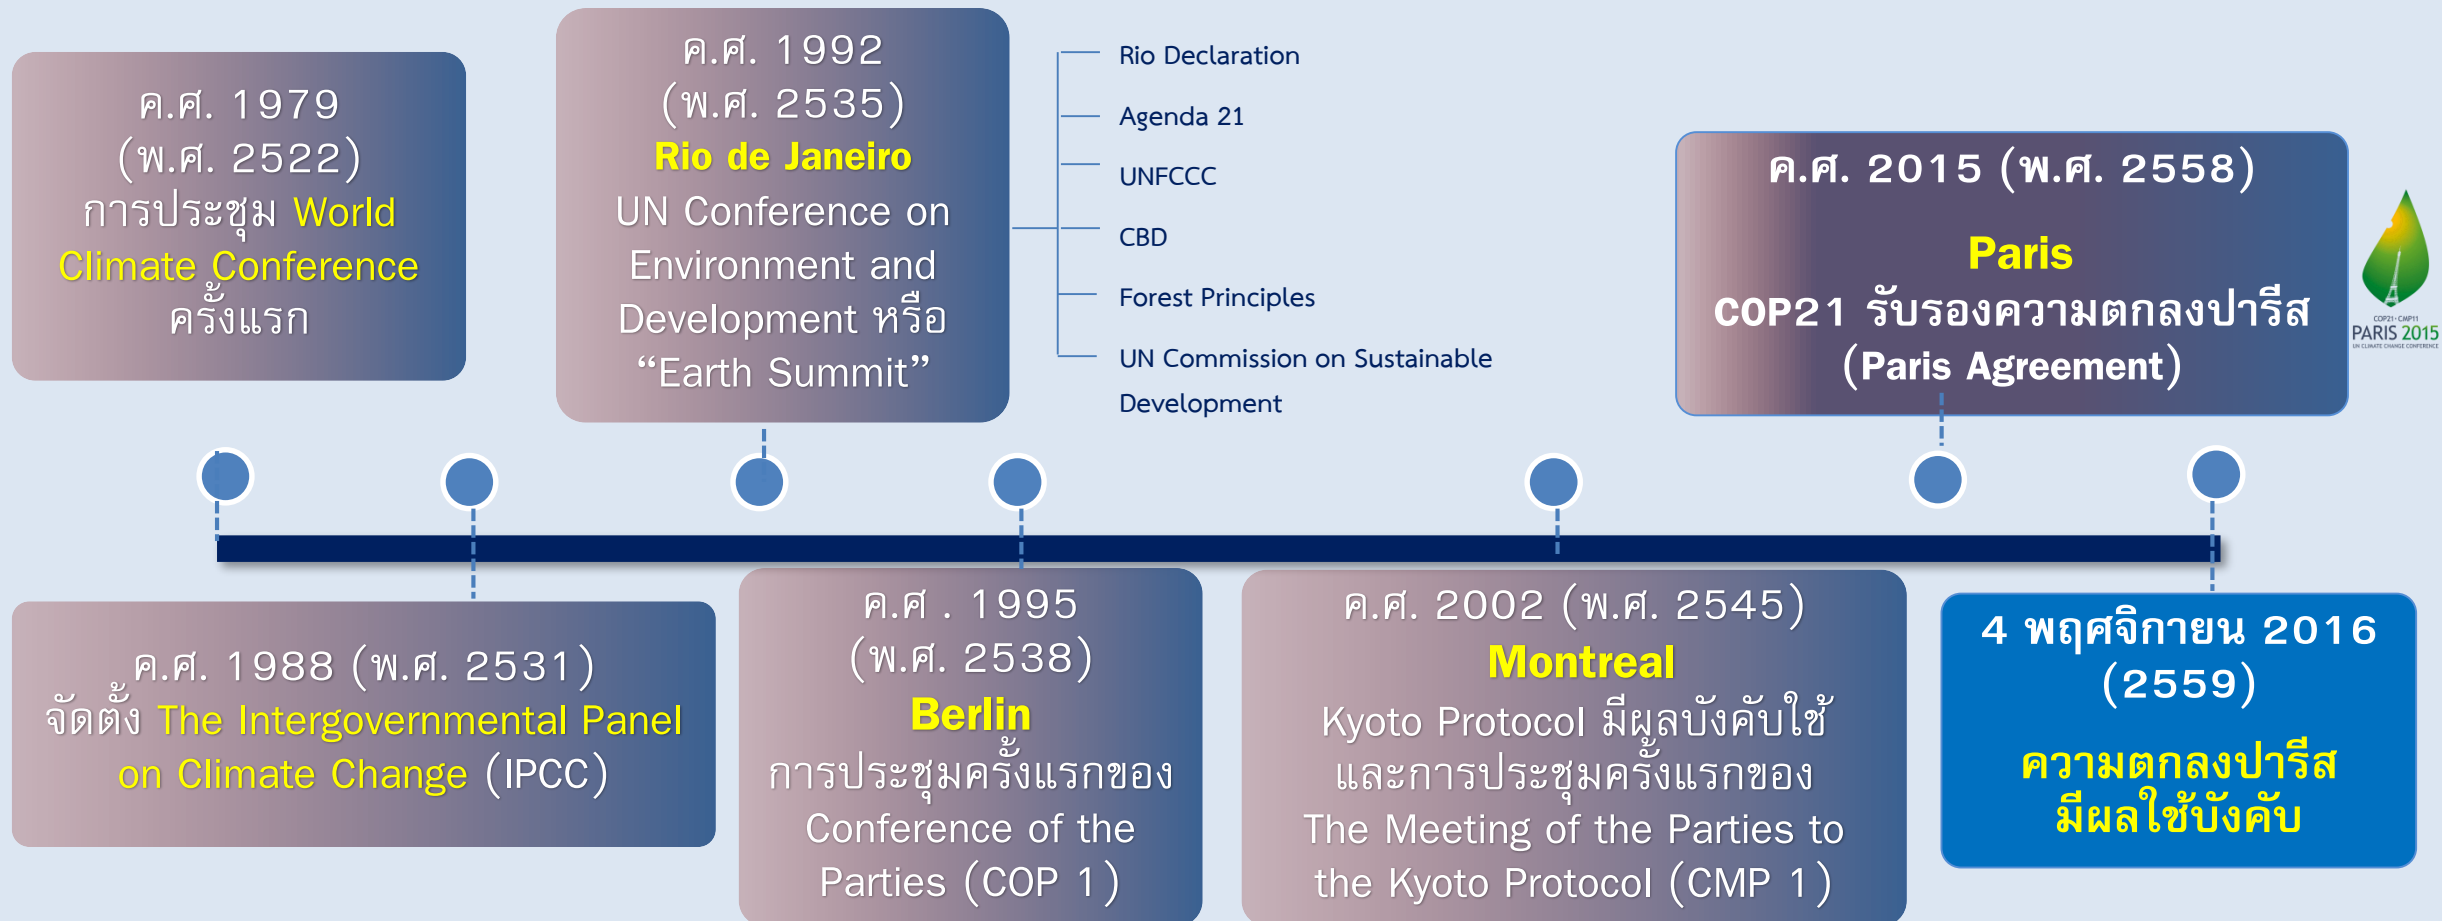 ค.ศ. 1979
(พ.ศ. 2522)
การประชุม World
Climate Conference
ครั้งแรก
ค.ศ. 1992
(พ.ศ. 2535)
Rio de Janeiro
UN Conference on
Environment and
Development หรือ
“Earth Summit”
Rio Declaration
Agenda 21
UNFCCC
CBD
Forest Principles
UN Commission on Sustainable
Development
ค.ศ. 2015 (พ.ศ. 2558)
Paris
COP21 รับรองความตกลงปารีส
(Paris Agreement)
COP21·CMP11
PARIS 2015
UN CLIMATE CHANGE CONFERENCE
ค.ศ. 1988 (พ.ศ. 2531)
จัดตั้ง The Intergovernmental Panel
on Climate Change (IPCC)
ค.ศ . 1995
(พ.ศ. 2538)
Berlin
การประชุมครั้งแรกของ
Conference of the
Parties (COP 1)
ค.ศ. 2002 (พ.ศ. 2545)
Montreal
Kyoto Protocol มีผลบังคับใช้
และการประชุมครั้งแรกของ
The Meeting of the Parties to
the Kyoto Protocol (CMP 1)
4 พฤศจิกายน 2016
(2559)
ความตกลงปารีส
มีผลใช้บังคับ